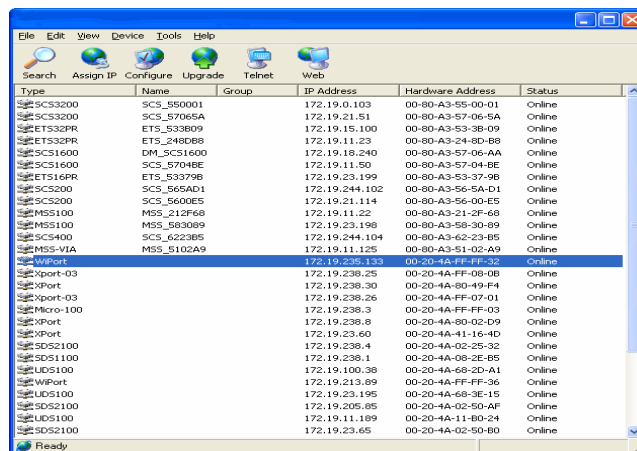 File Edit View Device Tools Help
Search Assign IP Configure Upgrade Telnet Web
Type Name Group IP Address Hardware Address Status
SCS3200 SCS_550001 172.19.0.103 00-80-A3-55-00-01 Online
SCS3200 SCS_57065A 172.19.21.51 00-80-A3-57-06-5A Online
ETS32PR ETS_533B09 172.19.15.100 00-80-A3-53-3B-09 Online
ETS32PR ETS_248DB8 172.19.11.23 00-80-A3-24-8D-B8 Online
SCS1600 DM_SCS1600 172.19.18.240 00-80-A3-57-06-AA Online
SCS1600 SCS_5704BE 172.19.11.50 00-80-A3-57-04-BE Online
ETS16PR ETS_53379B 172.19.23.199 00-80-A3-53-37-9B Online
SCS200 SCS_565AD1 172.19.244.102 00-80-A3-56-5A-D1 Online
SCS200 SCS_5600E5 172.19.21.114 00-80-A3-56-00-E5 Online
MSS100 MSS_212F68 172.19.11.22 00-80-A3-21-2F-68 Online
MSS100 MSS_583089 172.19.23.198 00-80-A3-58-30-89 Online
SCS400 SCS_6223B5 172.19.244.104 00-80-A3-62-23-B5 Online
MSS-VIA MSS_5102A9 172.19.11.125 00-80-A3-51-02-A9 Online
WiPort 172.19.235.133 00-20-4A-FF-FF-32 Online
Xport-03 172.19.238.25 00-20-4A-FF-08-0B Online
XPort 172.19.238.30 00-20-4A-80-49-F4 Online
Xport-03 172.19.238.26 00-20-4A-FF-07-01 Online
Micro-100 172.19.238.3 00-20-4A-FF-FF-03 Online
XPort 172.19.238.8 00-20-4A-80-02-D9 Online
XPort 172.19.23.60 00-20-4A-41-16-4D Online
SDS2100 172.19.238.4 00-20-4A-02-25-32 Online
SDS1100 172.19.238.1 00-20-4A-08-2E-B5 Online
UDS100 172.19.100.38 00-20-4A-68-2D-A1 Online
WiPort 172.19.213.89 00-20-4A-FF-FF-36 Online
UDS100 172.19.23.195 00-20-4A-68-3E-15 Online
SDS2100 172.19.205.85 00-20-4A-02-50-AF Online
UDS100 172.19.11.189 00-20-4A-11-B0-24 Online
SDS2100 172.19.23.65 00-20-4A-02-50-B0 Online
Ready